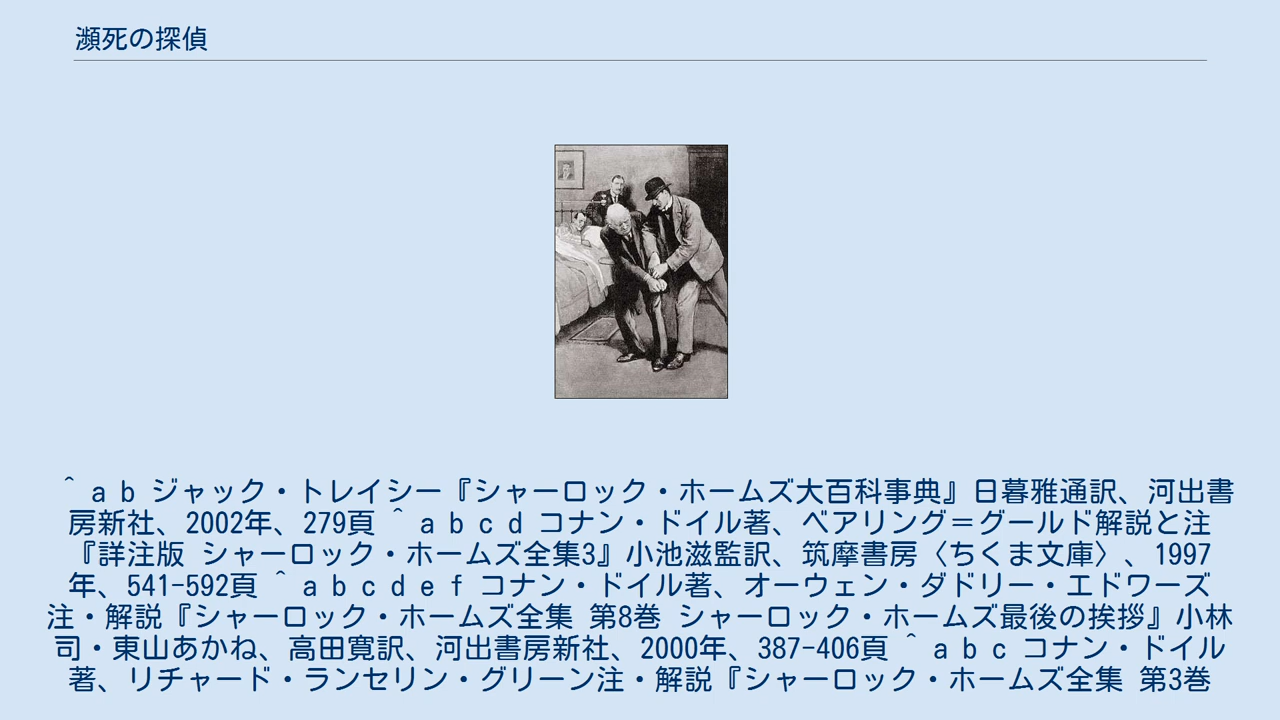 瀕死の探偵
^ a b ジャック・トレイシー『シャーロック・ホームズ大百科事典』日暮雅通訳、河出書
房新社、2002年、279頁 ^ a b c d コナン・ドイル著、ベアリング＝グールド解説と注
『詳注版 シャーロック・ホームズ全集3』小池滋監訳、筑摩書房〈ちくま文庫〉、1997
年、541-592頁 ^ a b c d e f コナン・ドイル著、オーウェン・ダドリー・エドワーズ
注・解説『シャーロック・ホームズ全集 第8巻 シャーロック・ホームズ最後の挨拶』小林
司・東山あかね、高田寛訳、河出書房新社、2000年、387-406頁 ^ a b c コナン・ドイル
著、リチャード・ランセリン・グリーン注・解説『シャーロック・ホームズ全集 第3巻